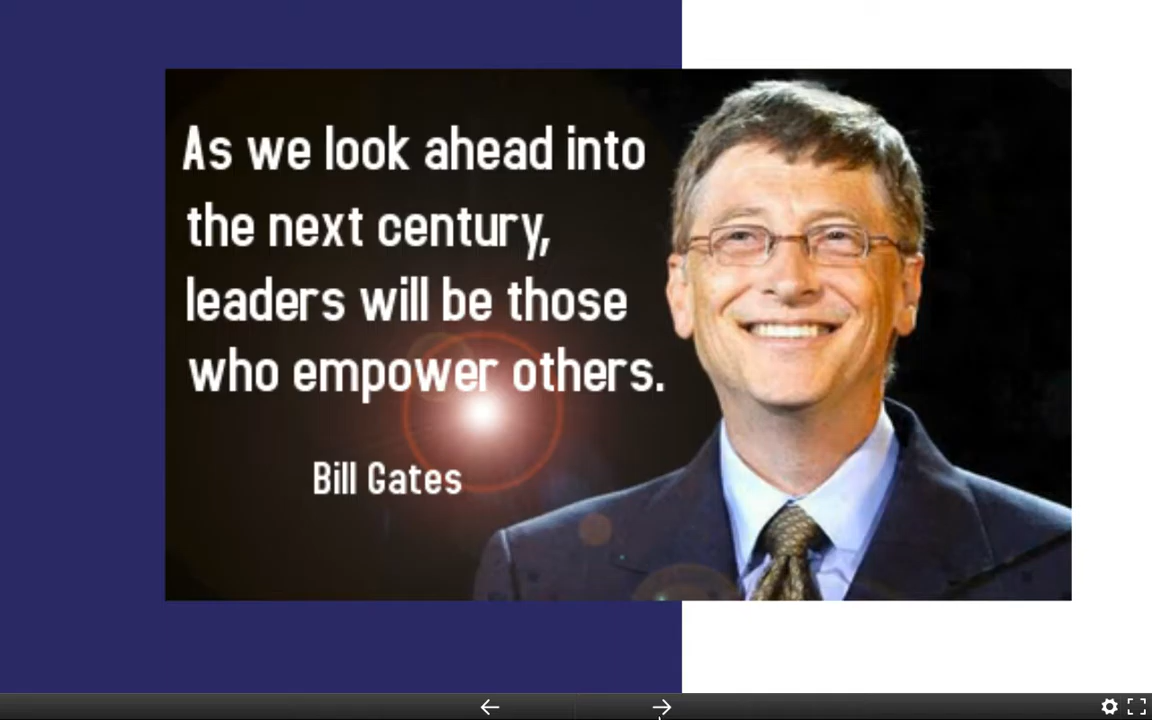 As we look ahead into
the next century,
leaders will be those
who empower others.
Bill Gates